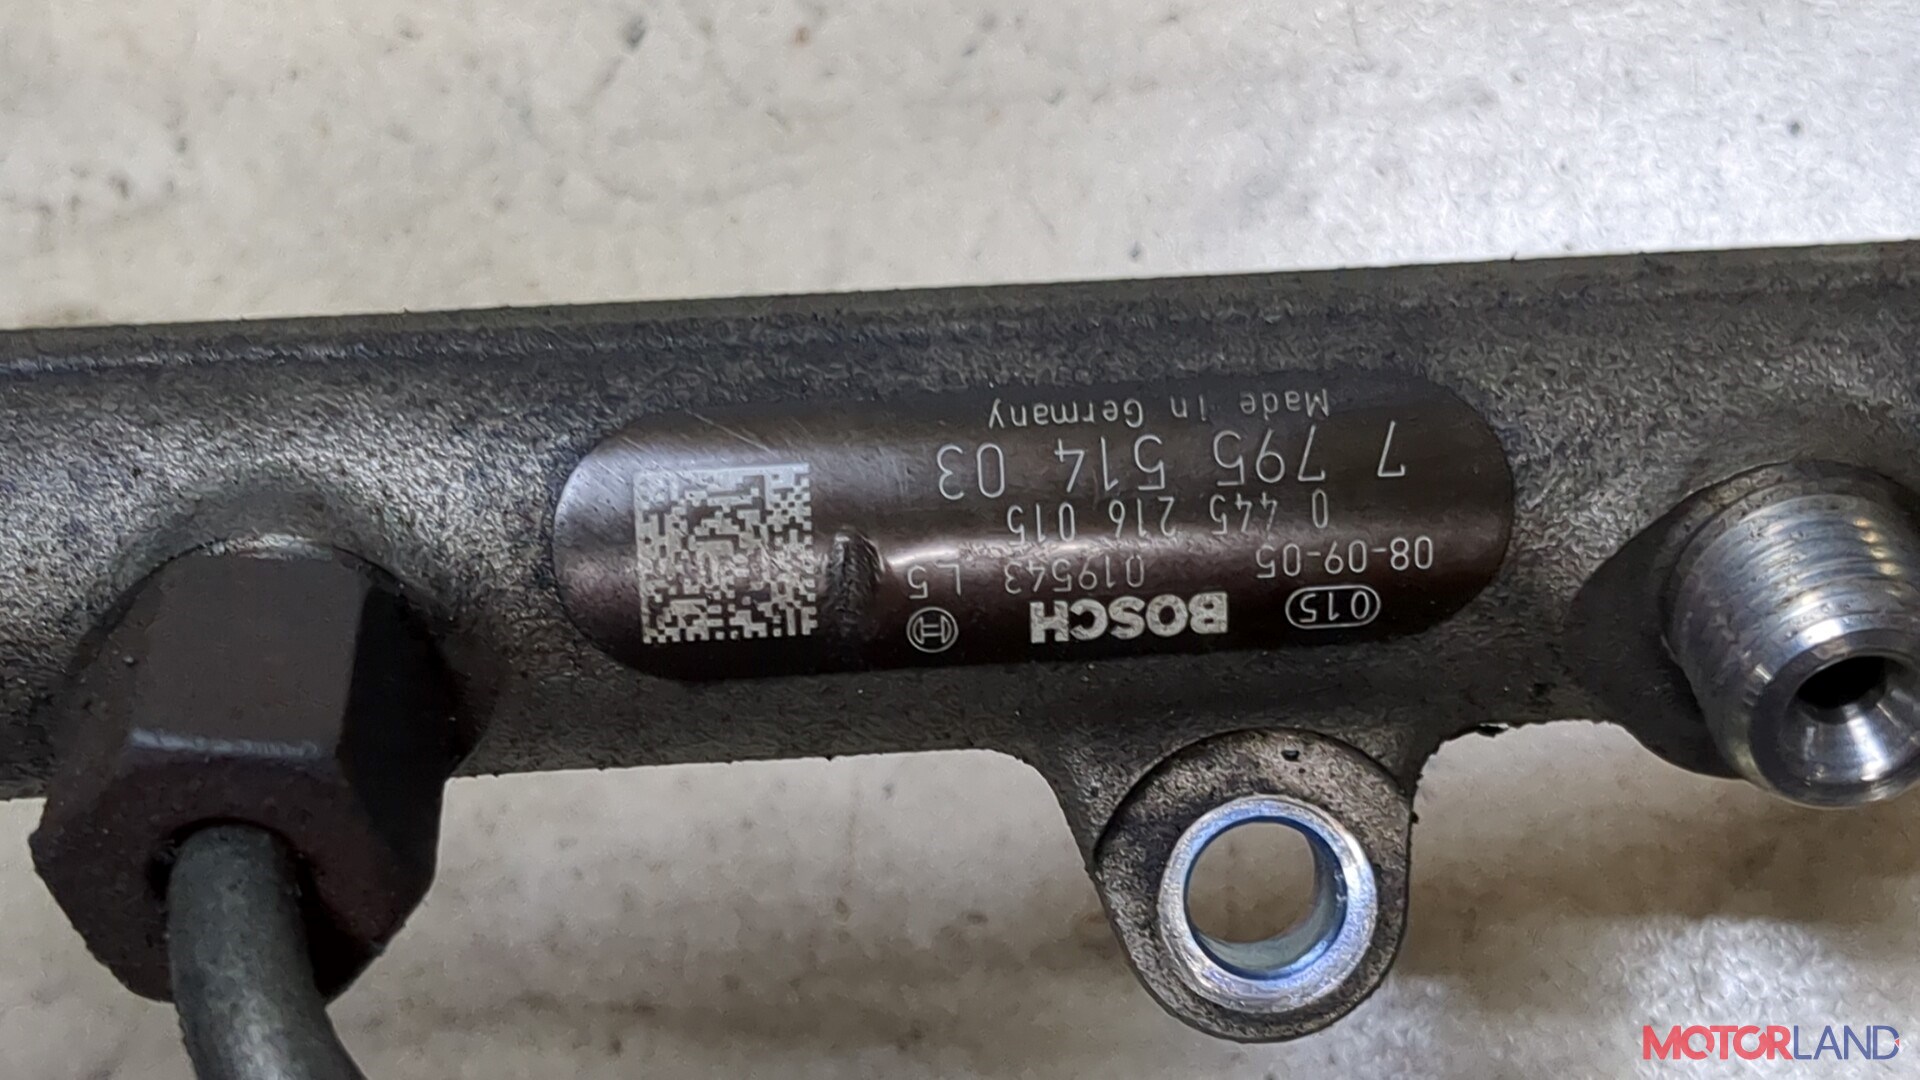 015 BOSCH
08-09-05 019543 L5
0 445 216 015
7 795 514 03
Made in Germany
MOTORLAND